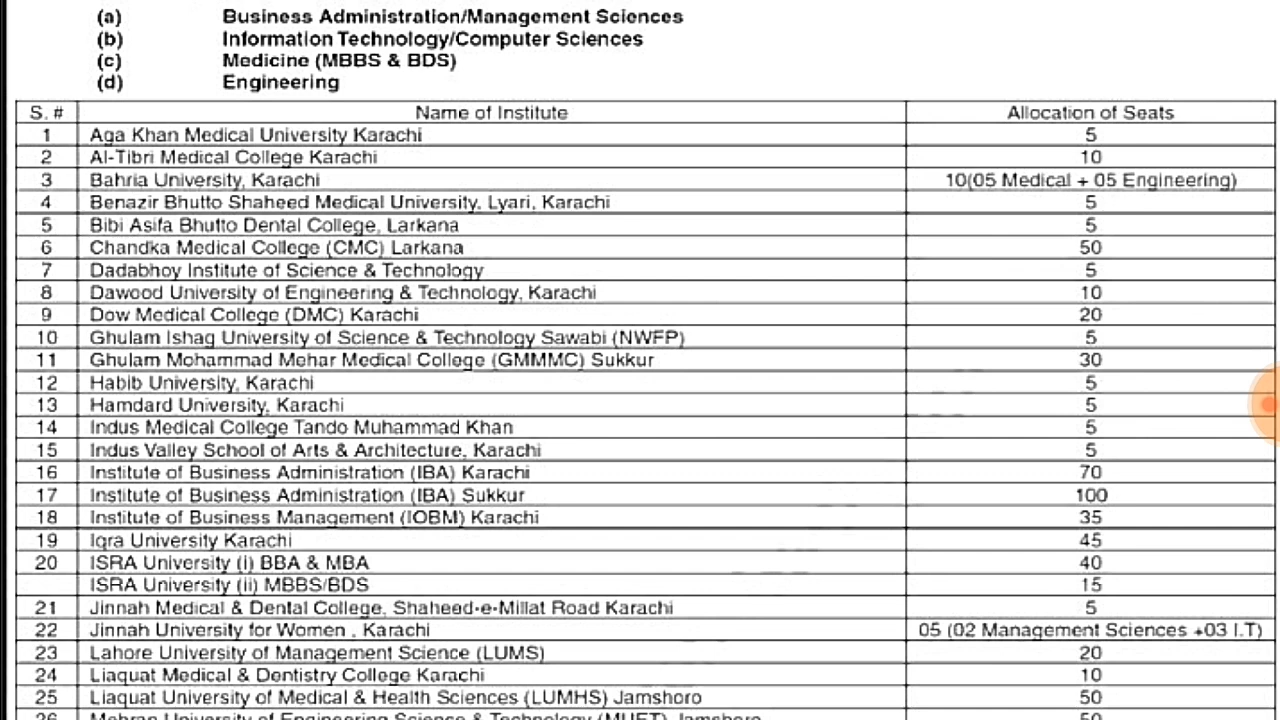 (a) Business Administration/Management Sciences
(b) Information Technology/Computer Sciences
(c) Medicine (MBBS & BDS)
(d) Engineering
S. # Name of Institute Allocation of Seats
1 Aga Khan Medical University Karachi 5
2 Al-Tibri Medical College Karachi 10
3 Bahria University, Karachi 10(05 Medical + 05 Engineering)
4 Benazir Bhutto Shaheed Medical University, Lyari, Karachi 5
5 Bibi Asifa Bhutto Dental College, Larkana 5
6 Chandka Medical College (CMC) Larkana 50
7 Dadabhoy Institute of Science & Technology 5
8 Dawood University of Engineering & Technology, Karachi 10
9 Dow Medical College (DMC) Karachi 20
10 Ghulam Ishag University of Science & Technology Sawabi (NWFP) 5
11 Ghulam Mohammad Mehar Medical College (GMMMC) Sukkur 30
12 Habib University, Karachi 5
13 Hamdard University, Karachi 5
14 Indus Medical College Tando Muhammad Khan 5
15 Indus Valley School of Arts & Architecture, Karachi 5
16 Institute of Business Administration (IBA) Karachi 70
17 Institute of Business Administration (IBA) Sukkur 100
18 Institute of Business Management (IOBM) Karachi 35
19 Iqra University Karachi 45
20 ISRA University (i) BBA & MBA 40
ISRA University (ii) MBBS/BDS 15
21 Jinnah Medical & Dental College, Shaheed-e-Millat Road Karachi 5
22 Jinnah University for Women , Karachi 05 (02 Management Sciences +03 I.T)
23 Lahore University of Management Science (LUMS) 20
24 Liaquat Medical & Dentistry College Karachi 10
25 Liaquat University of Medical & Health Sciences (LUMHS) Jamshoro 50
26 Mehran University of Engineering Science & Technology (MUET) Jamshoro 50